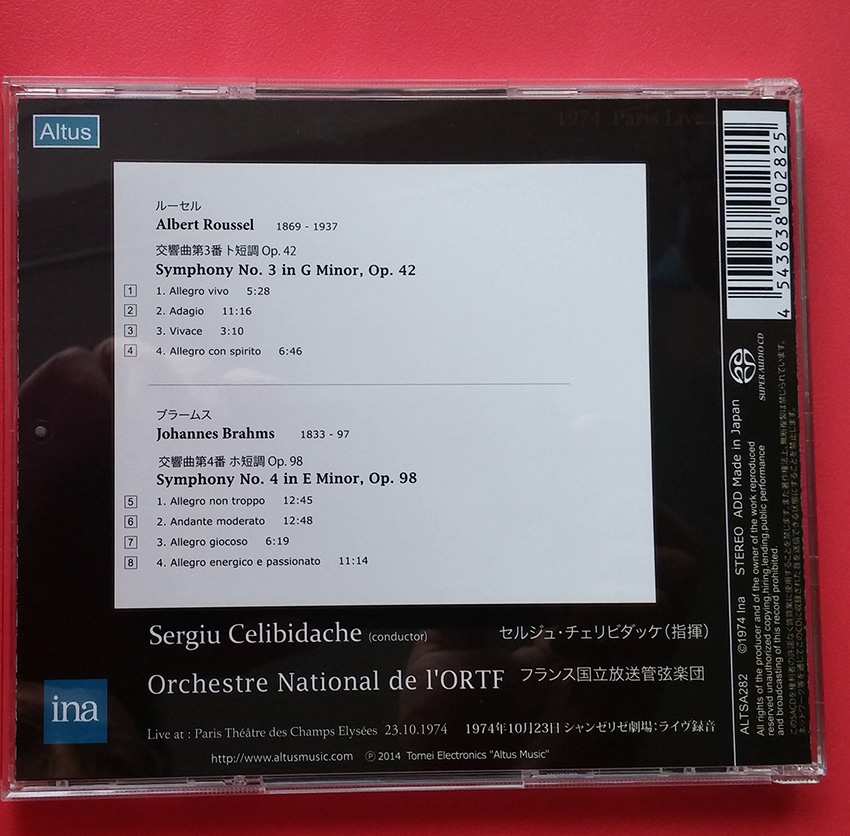 Altus
1974 Paris Live
ルーセル
Albert Roussel 1869 - 1937
交響曲第3番 ト短調 Op. 42
Symphony No. 3 in G Minor, Op. 42
1 1. Allegro vivo 5:28
2 2. Adagio 11:16
3 3. Vivace 3:10
4 4. Allegro con spirito 6:46
ブラームス
Johannes Brahms 1833 - 97
交響曲第4番 ホ短調 Op. 98
Symphony No. 4 in E Minor, Op. 98
5 1. Allegro non troppo 12:45
6 2. Andante moderato 12:48
7 3. Allegro giocoso 6:19
8 4. Allegro energico e passionato 11:14
Sergiu Celibidache (conductor) セルジュ・チェリビダッケ(指揮)
Orchestre National de l'ORTF フランス国立放送管弦楽団
ina
Live at : Paris Théâtre des Champs Elysées 23.10.1974 1974年10月23日 シャンゼリゼ劇場:ライヴ録音
http://www.altusmusic.com ℗ 2014 Tomei Electronics "Altus Music"
4 543638 002825
SUPER AUDIO CD
ALTSA282 ©1974 Ina STEREO ADD Made in Japan
All rights of the producer and of the owner of the work reproduced
reserved unauthorized copying,hiring,lending,public performance
and broadcasting of this record prohibited.